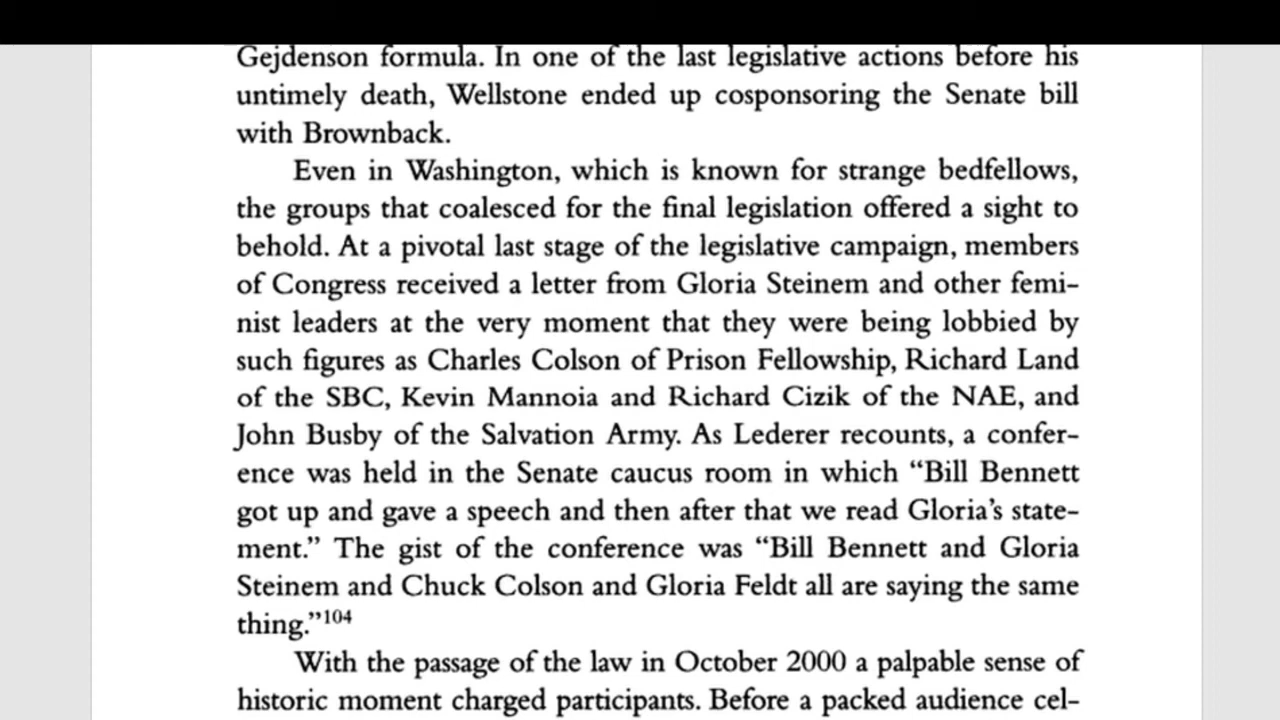 Gejdenson formula. In one of the last legislative actions before his
untimely death, Wellstone ended up cosponsoring the Senate bill
with Brownback.
Even in Washington, which is known for strange bedfellows,
the groups that coalesced for the final legislation offered a sight to
behold. At a pivotal last stage of the legislative campaign, members
of Congress received a letter from Gloria Steinem and other femi-
nist leaders at the very moment that they were being lobbied by
such figures as Charles Colson of Prison Fellowship, Richard Land
of the SBC, Kevin Mannoia and Richard Cizik of the NAE, and
John Busby of the Salvation Army. As Lederer recounts, a confer-
ence was held in the Senate caucus room in which “Bill Bennett
got up and gave a speech and then after that we read Gloria’s state-
ment.” The gist of the conference was “Bill Bennett and Gloria
Steinem and Chuck Colson and Gloria Feldt all are saying the same
thing.”104
With the passage of the law in October 2000 a palpable sense of
historic moment charged participants. Before a packed audience cel-